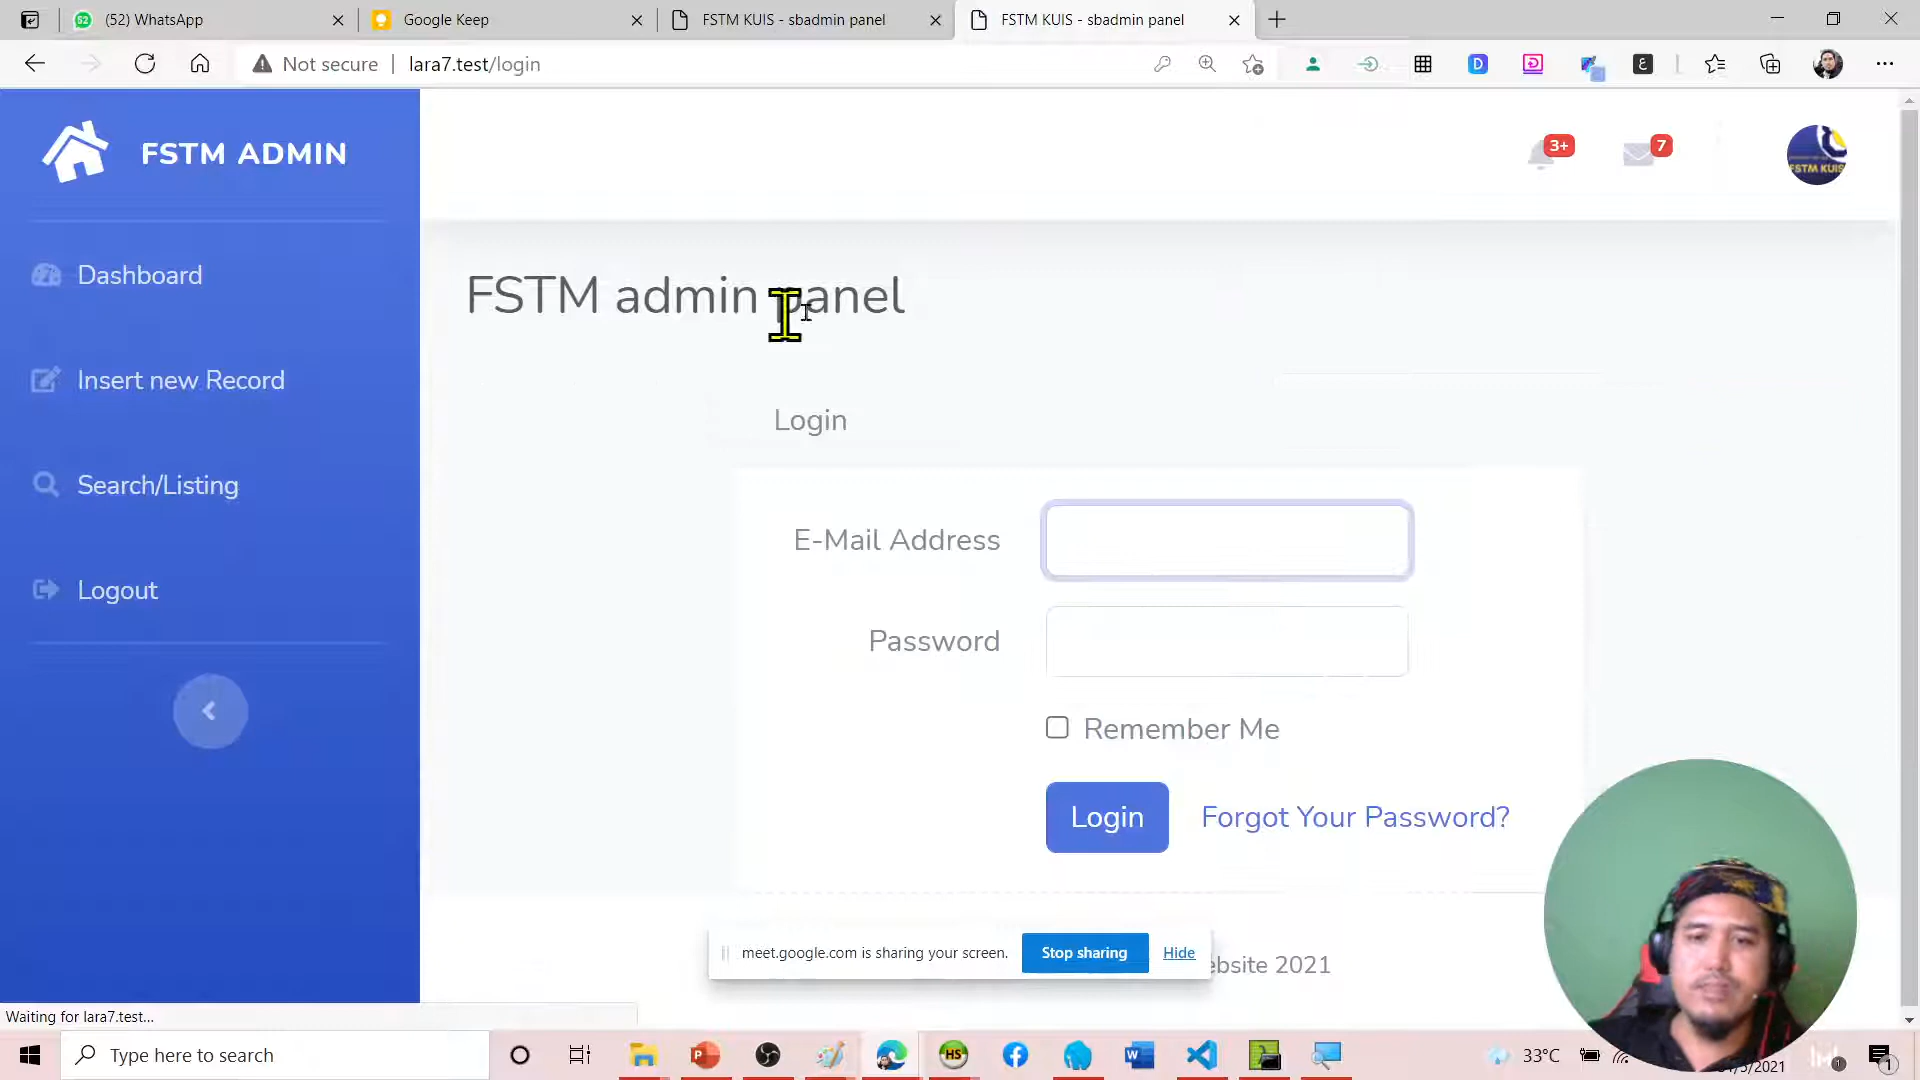 (52) WhatsApp
Google Keep
FSTM KUIS - sbadmin panel
FSTM KUIS - sbadmin panel
Not secure
lara7.test/login
FSTM ADMIN
3+
7
FSTM KUIS
Dashboard
Insert new Record
Search/Listing
Logout
FSTM admin panel
Login
E-Mail Address
Password
Remember Me
Login
Forgot Your Password?
meet.google.com is sharing your screen.
Stop sharing
Hide
ebsite 2021
Waiting for lara7.test...
Type here to search
HS
33°C
/2021
1